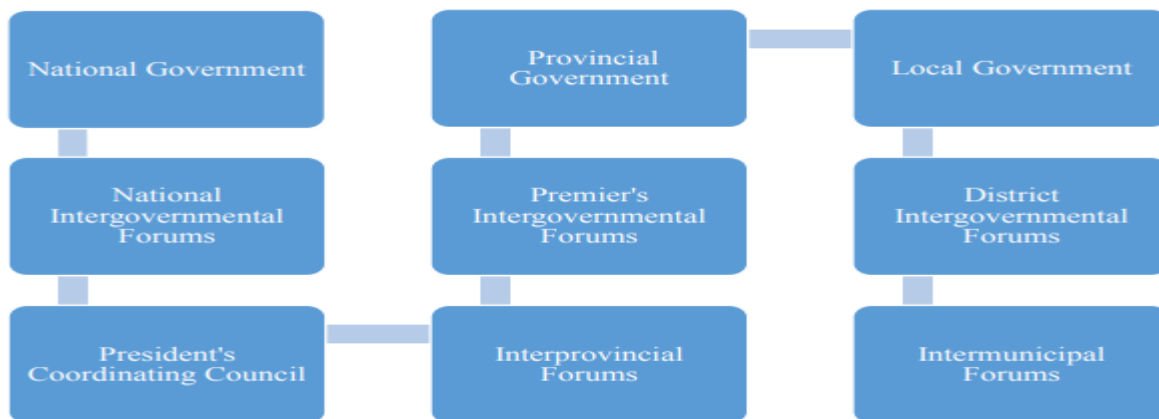 National Government
National
Intergovernmental
Forums
President's
Coordinating Council
Provincial
Government
Premier's
Intergovernmental
Forums
Interprovincial
Forums
Local Government
District
Intergovernmental
Forums
Intermunicipal
Forums